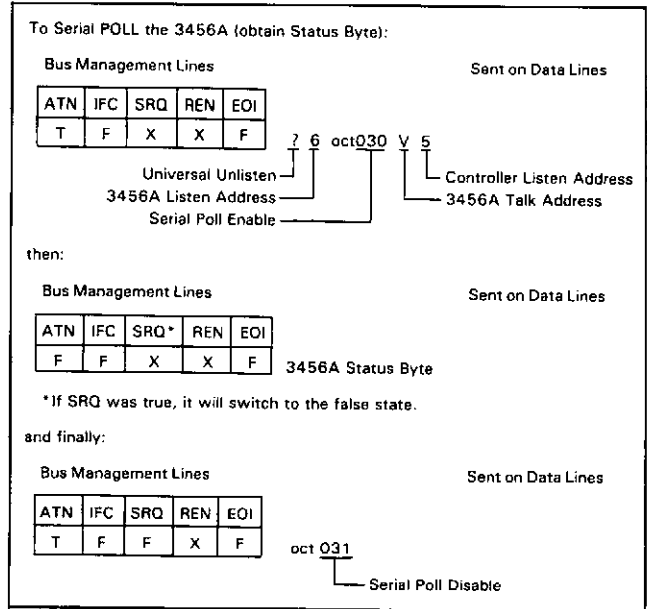 To Serial POLL the 3456A (obtain Status Byte):
Bus Management Lines
Sent on Data Lines
ATN IFC SRQ REN EOI
T F X X F
? 6 oct030 V 5
Universal Unlisten
Controller Listen Address
3456A Listen Address
3456A Talk Address
Serial Poll Enable
then:
Bus Management Lines
Sent on Data Lines
ATN IFC SRQ* REN EOI
F F X X F
3456A Status Byte
*If SRQ was true, it will switch to the false state.
and finally:
Bus Management Lines
Sent on Data Lines
ATN IFC SRQ REN EOI
T F F X F
oct 031
Serial Poll Disable